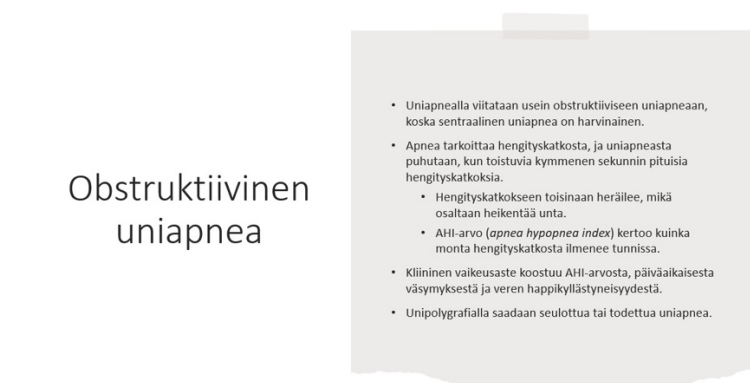 Obstruktiivinen
uniapnea
• Uniapnealla viitataan usein obstruktiiviseen uniapneaan,
koska sentraalinen uniapnea on harvinainen.
• Apnea tarkoittaa hengityskatkosta, ja uniapneasta
puhutaan, kun toistuvia kymmenen sekunnin pituisia
hengityskatkoksia.
• Hengityskatkokseen toisinaan heräilee, mikä
osaltaan heikentää unta.
• AHI-arvo (apnea hypopnea index) kertoo kuinka
monta hengityskatkosta ilmenee tunnissa.
• Kliininen vaikeusaste koostuu AHI-arvosta, päiväaikaisesta
väsymyksestä ja veren happikyllästyneisyydestä.
• Unipolygrafialla saadaan seulottua tai todettua uniapnea.